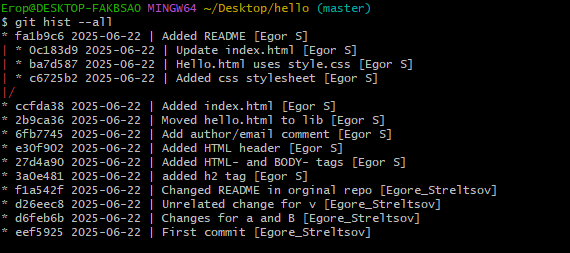 Егор@DESKTOP-FAKBSAO MINGW64 ~/Desktop/hello (master)
$ git hist --all
* fa1b9c6 2025-06-22 | Added README [Egor S]
| * 0c183d9 2025-06-22 | Update index.html [Egor S]
| * ba7d587 2025-06-22 | Hello.html uses style.css [Egor S]
| * c6725b2 2025-06-22 | Added css stylesheet [Egor S]
|/
* ccfda38 2025-06-22 | Added index.html [Egor S]
* 2b9ca36 2025-06-22 | Moved hello.html to lib [Egor S]
* 6fb7745 2025-06-22 | Add author/email comment [Egor S]
* e30f902 2025-06-22 | Added HTML header [Egor S]
* 27d4a90 2025-06-22 | Added HTML- and BODY- tags [Egor S]
* 3a0e481 2025-06-22 | added h2 tag [Egor S]
* f1a542f 2025-06-22 | Changed README in orginal repo [Egore_Streltsov]
* d26eec8 2025-06-22 | Unrelated change for v [Egore_Streltsov]
* d6feb6b 2025-06-22 | Changes for a and B [Egore_Streltsov]
* eef5925 2025-06-22 | First commit [Egore_Streltsov]